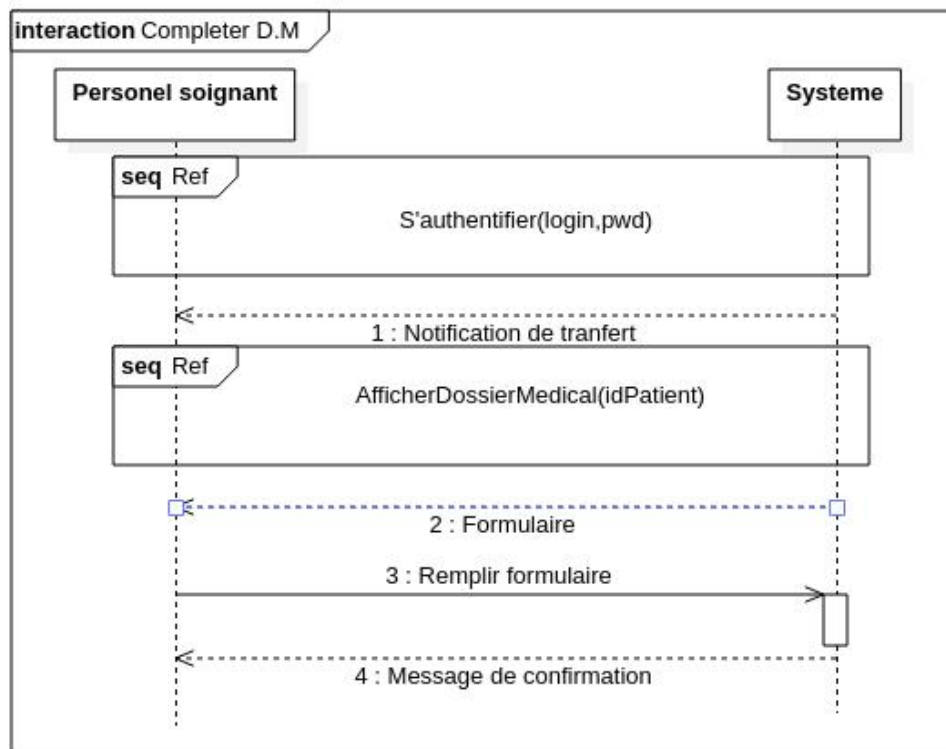 interaction Completer D.M
Personel soignant
Systeme
seq Ref
S'authentifier(login,pwd)
1 : Notification de tranfert
seq Ref
AfficherDossierMedical(idPatient)
2 : Formulaire
3 : Remplir formulaire
4 : Message de confirmation